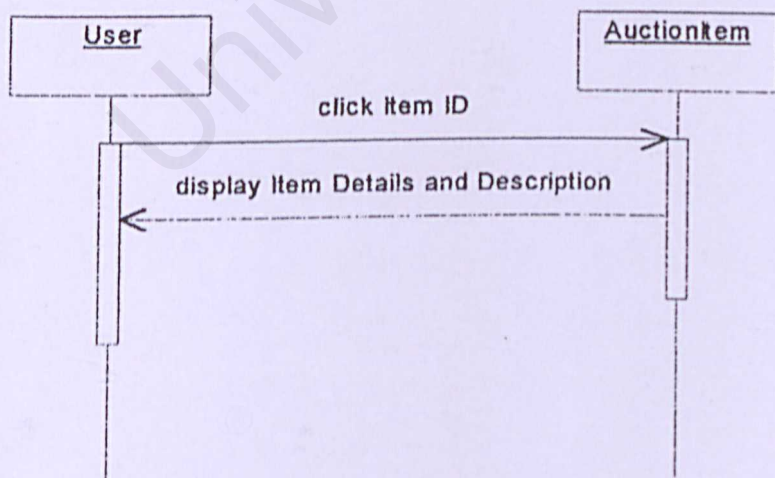 User
AuctionItem
click Item ID
display Item Details and Description